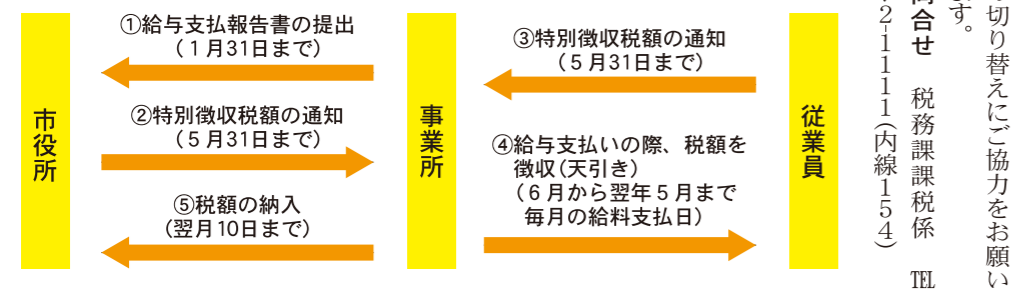 市役所
①給与支払報告書の提出
(１月31日まで)
②特別徴収税額の通知
(５月31日まで)
⑤税額の納入
(翌月10日まで)
事業所
③特別徴収税額の通知
(５月31日まで)
④給与支払いの際、税額を
徴収(天引き)
(６月から翌年５月まで
毎月の給料支払日)
従業員
切り替えにご協力をお願い
す。
合せ　税務課課税係　℡
2-1111(内線154)